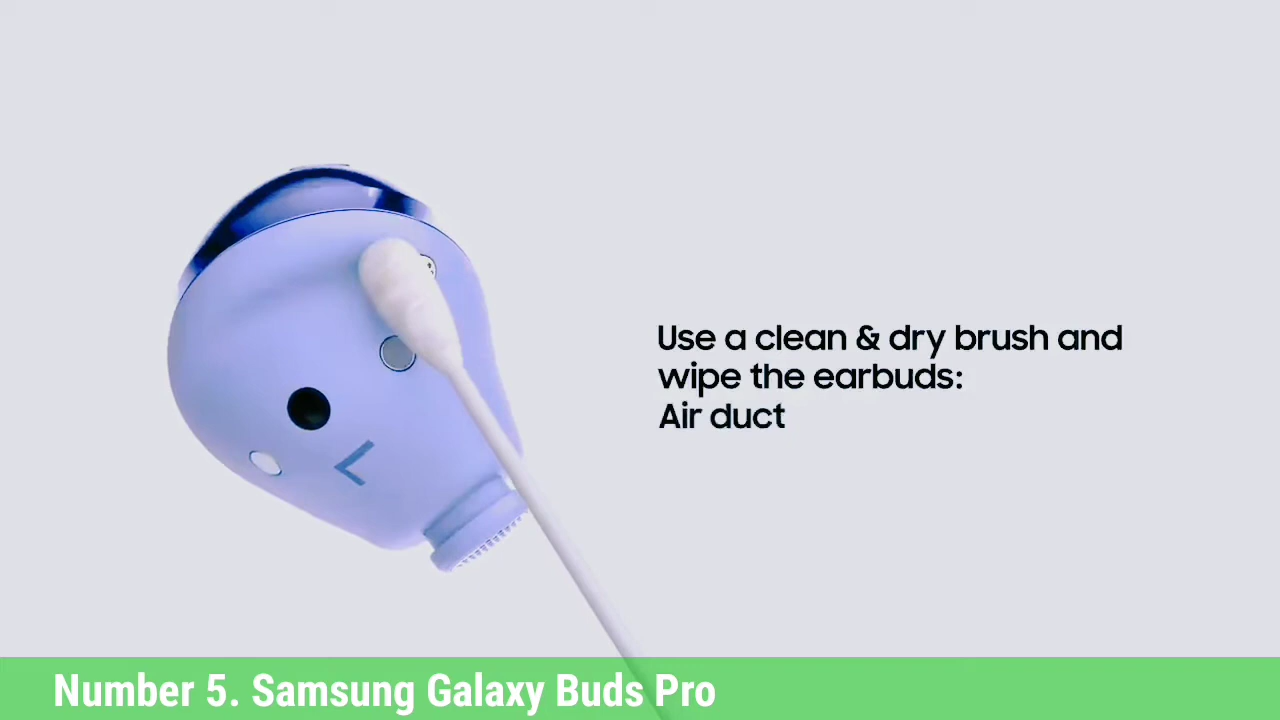 L
Use a clean & dry brush and
wipe the earbuds:
Air duct
Number 5. Samsung Galaxy Buds Pro